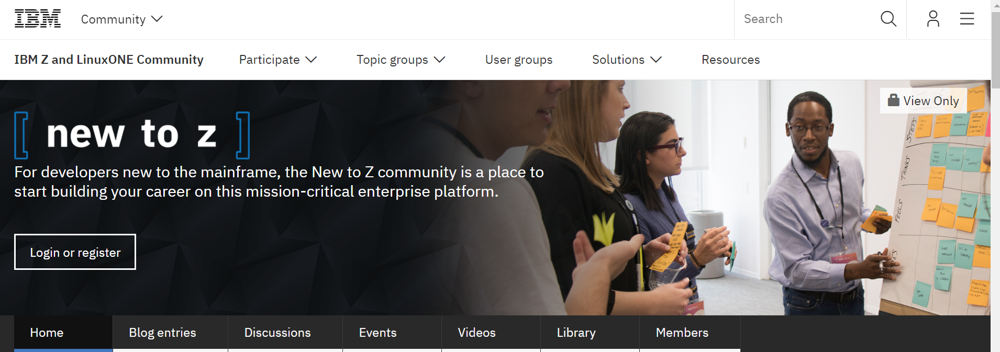 IBM
Community
Search
IBM Z and LinuxONE Community
Participate
Topic groups
User groups
Solutions
Resources
View Only
[ new to z ]
For developers new to the mainframe, the New to Z community is a place to
start building your career on this mission-critical enterprise platform.
Login or register
THINKS
FEELS
Home
Blog entries
Discussions
Events
Videos
Library
Members